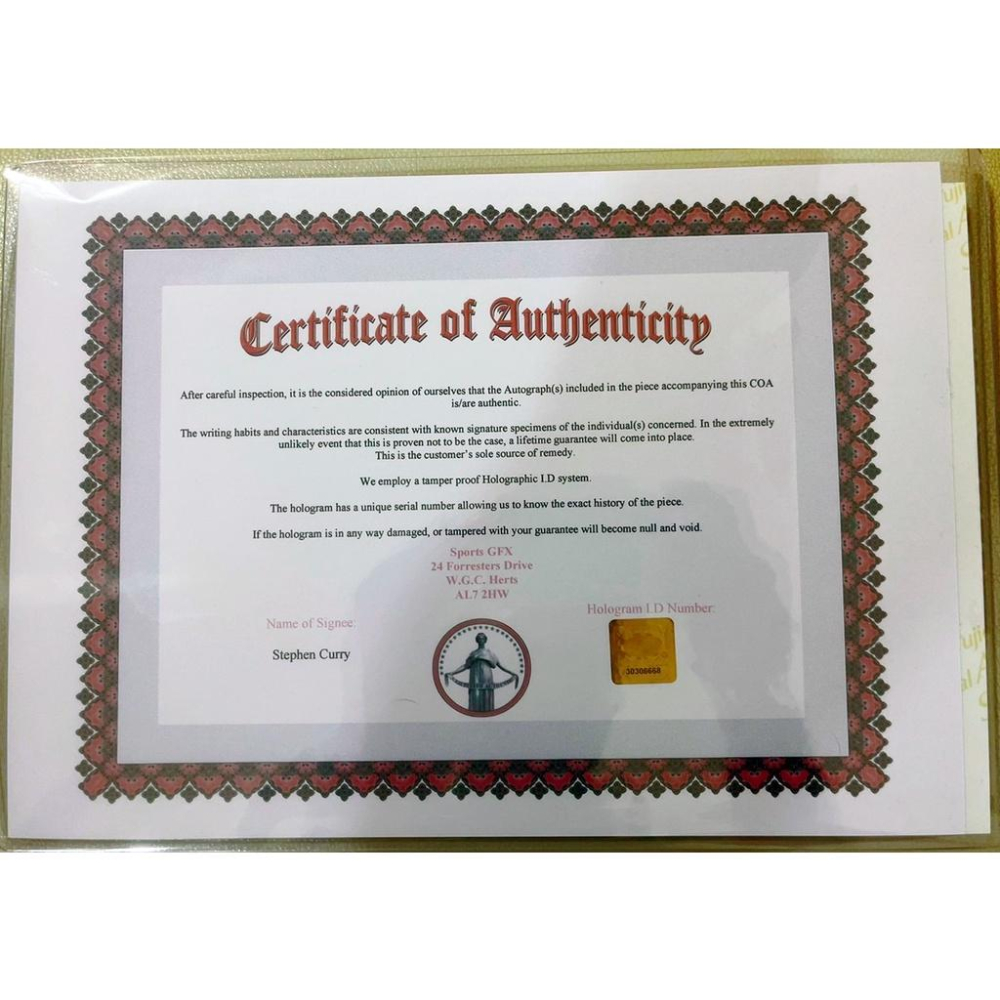 Certificate of Authenticity
After careful inspection, it is the considered opinion of ourselves that the Autograph(s) included in the piece accompanying this COA
is/are authentic.
The writing habits and characteristics are consistent with known signature specimens of the individual(s) concerned. In the extremely
unlikely event that this is proven not to be the case, a lifetime guarantee will come into place.
This is the customer's sole source of remedy.
We employ a tamper proof Holographic I.D system.
The hologram has a unique serial number allowing us to know the exact history of the piece.
If the hologram is in any way damaged, or tampered with your guarantee will become null and void.
Sports GFX
24 Forresters Drive
W.G.C. Herts
AL7 2HW
Name of Signee:
Hologram I.D Number:
Stephen Curry
30306668